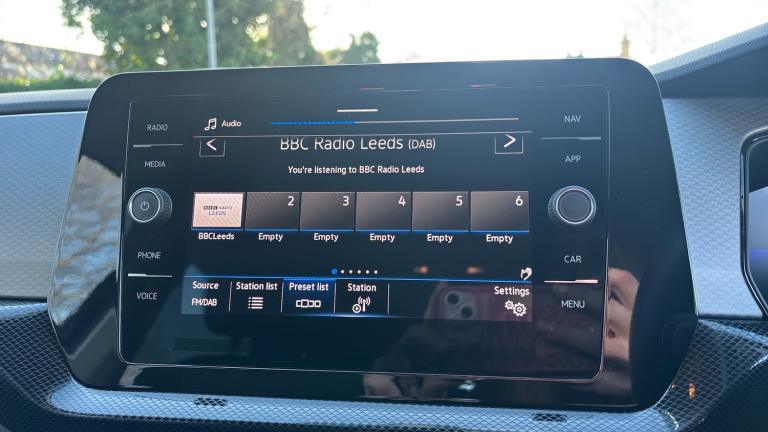 RADIO
MEDIA
PHONE
VOICE
Audio
BBC Radio Leeds (DAB)
You're listening to BBC Radio Leeds
BBC RADIO
LEEDS
2 3 4 5 6
BBCLeeds Empty Empty Empty Empty Empty
Source Station list Preset list Station Settings
FM/DAB
NAV
APP
CAR
MENU